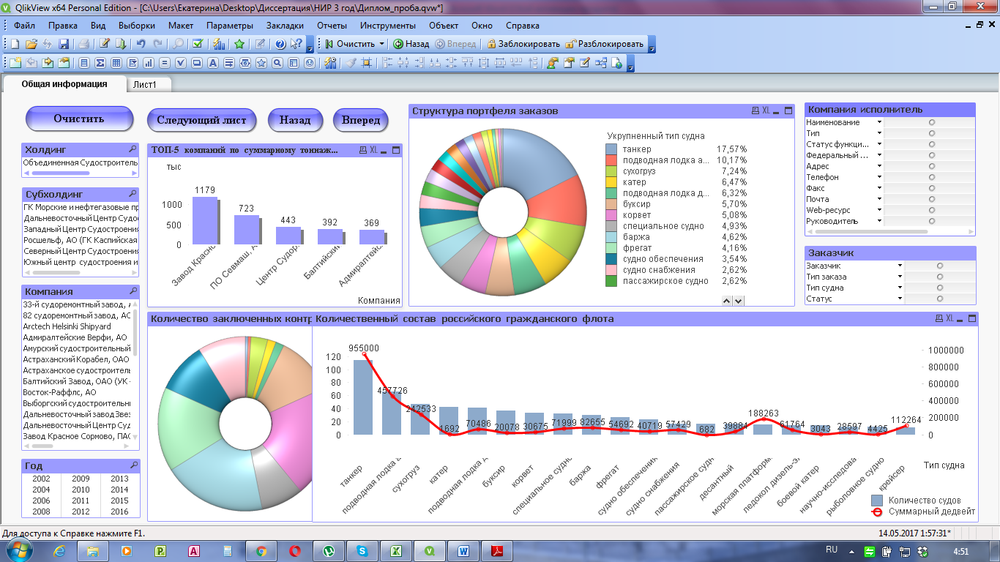 QlikView x64 Personal Edition - [C:\Users\Екатерина\Desktop\Диссертация\НИР 3 год\Диплом_проба.qvw*]
Файл Правка Вид Выборки Макет Параметры Закладки Отчеты Инструменты Объект Окно Справка
Очистить Назад Вперед Заблокировать Разблокировать
Общая информация Лист1
Очистить Следующий лист Назад Вперед
Холдинг
Объединенная Судостроитель
Субхолдинг
ГК Морские и нефтегазовые пр
Дальневосточный Центр Судо
Западный Центр Судостроения
Росшельф, АО (ГК Каспийская
Северный Центр Судостроения
Южный центр судостроения и
Компания
33-й судоремонтный завод, А
82 судоремонтный завод, АО
Arctech Helsinki Shipyard
Адмиралтейские Верфи, АО
Амурский судостроительный
Астраханский Корабел, ОАО
Астраханское судостроитель
Балтийский Завод, ОАО (УК -
Восток-Раффлс, АО
Выборгский судостроительны
Дальневосточный завод Звез
Дальневосточный Центр Суд
Завод Красное Сормово, ПАО
Год
2002 2009 2013
2004 2010 2014
2006 2011 2015
2008 2012 2016
ТОП-5 компаний по суммарному тоннаж... XL
тыс
1179
723
443
392
369
1000
500
0
Завод Красно
ПО Севмаш, А
Центр Судор
Балтийский
Адмиралтейс
Компания
Структура портфеля заказов XL
Укрупненный тип судна
танкер 17,57%
подводная лодка а... 10,17%
сухогруз 7,24%
катер 6,47%
подводная лодка д... 6,32%
буксир 5,70%
корвет 5,08%
специальное судно 4,93%
баржа 4,62%
фрегат 4,16%
судно обеспечения 3,54%
судно снабжения 2,62%
пассажирское судно 2,62%
Компания исполнитель
Наименование
Тип
Статус функци...
Федеральный ...
Адрес
Телефон
Факс
Почта
Web-ресурс
Руководитель
Заказчик
Заказчик
Тип заказа
Тип судна
Статус
Количество заключенных контр
Количественный состав российского гражданского флота XL
120
100
80
60
40
20
0
955000
457726
242533
1692
70486
20078
30675
71999
82655
54692
40719
57429
682
39884
188263
61764
3043
28597
4425
112264
1000000
800000
600000
400000
200000
0
танкер
подводная лодка а
сухогруз
катер
подводная лодка д
буксир
корвет
специальное судно
баржа
фрегат
судно обеспечения
судно снабжения
пассажирское судн
десантный
морская платформ
ледокол дизель-э
боевой катер
научно-исследова
рыболовное судно
крейсер
Тип судна
Количество судов
Суммарный дедвейт
Для доступа к Справке нажмите F1. 14.05.2017 1:57:31*
RU 4:51